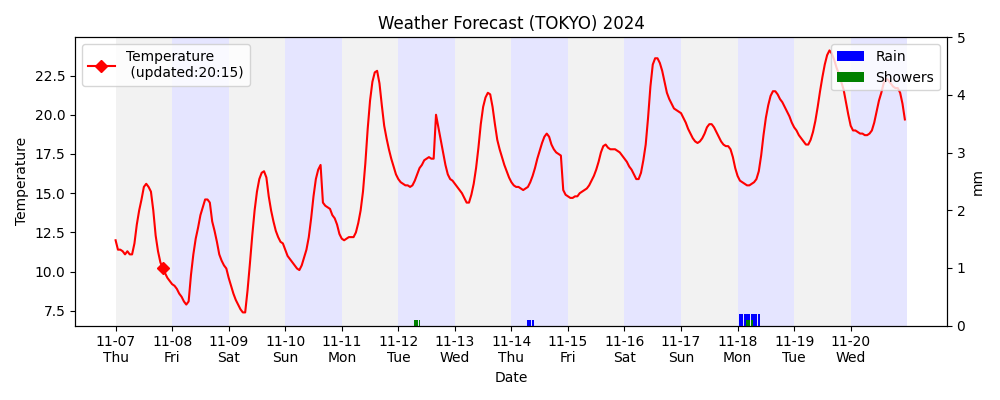 Weather Forecast (TOKYO) 2024
Temperature
(updated:20:15)
Rain
Showers
Temperature
22.5
20.0
17.5
15.0
12.5
10.0
7.5
5
4
3
2
1
0
mm
11-07 11-08 11-09 11-10 11-11 11-12 11-13 11-14 11-15 11-16 11-17 11-18 11-19 11-20
Thu Fri Sat Sun Mon Tue Wed Thu Fri Sat Sun Mon Tue Wed
Date